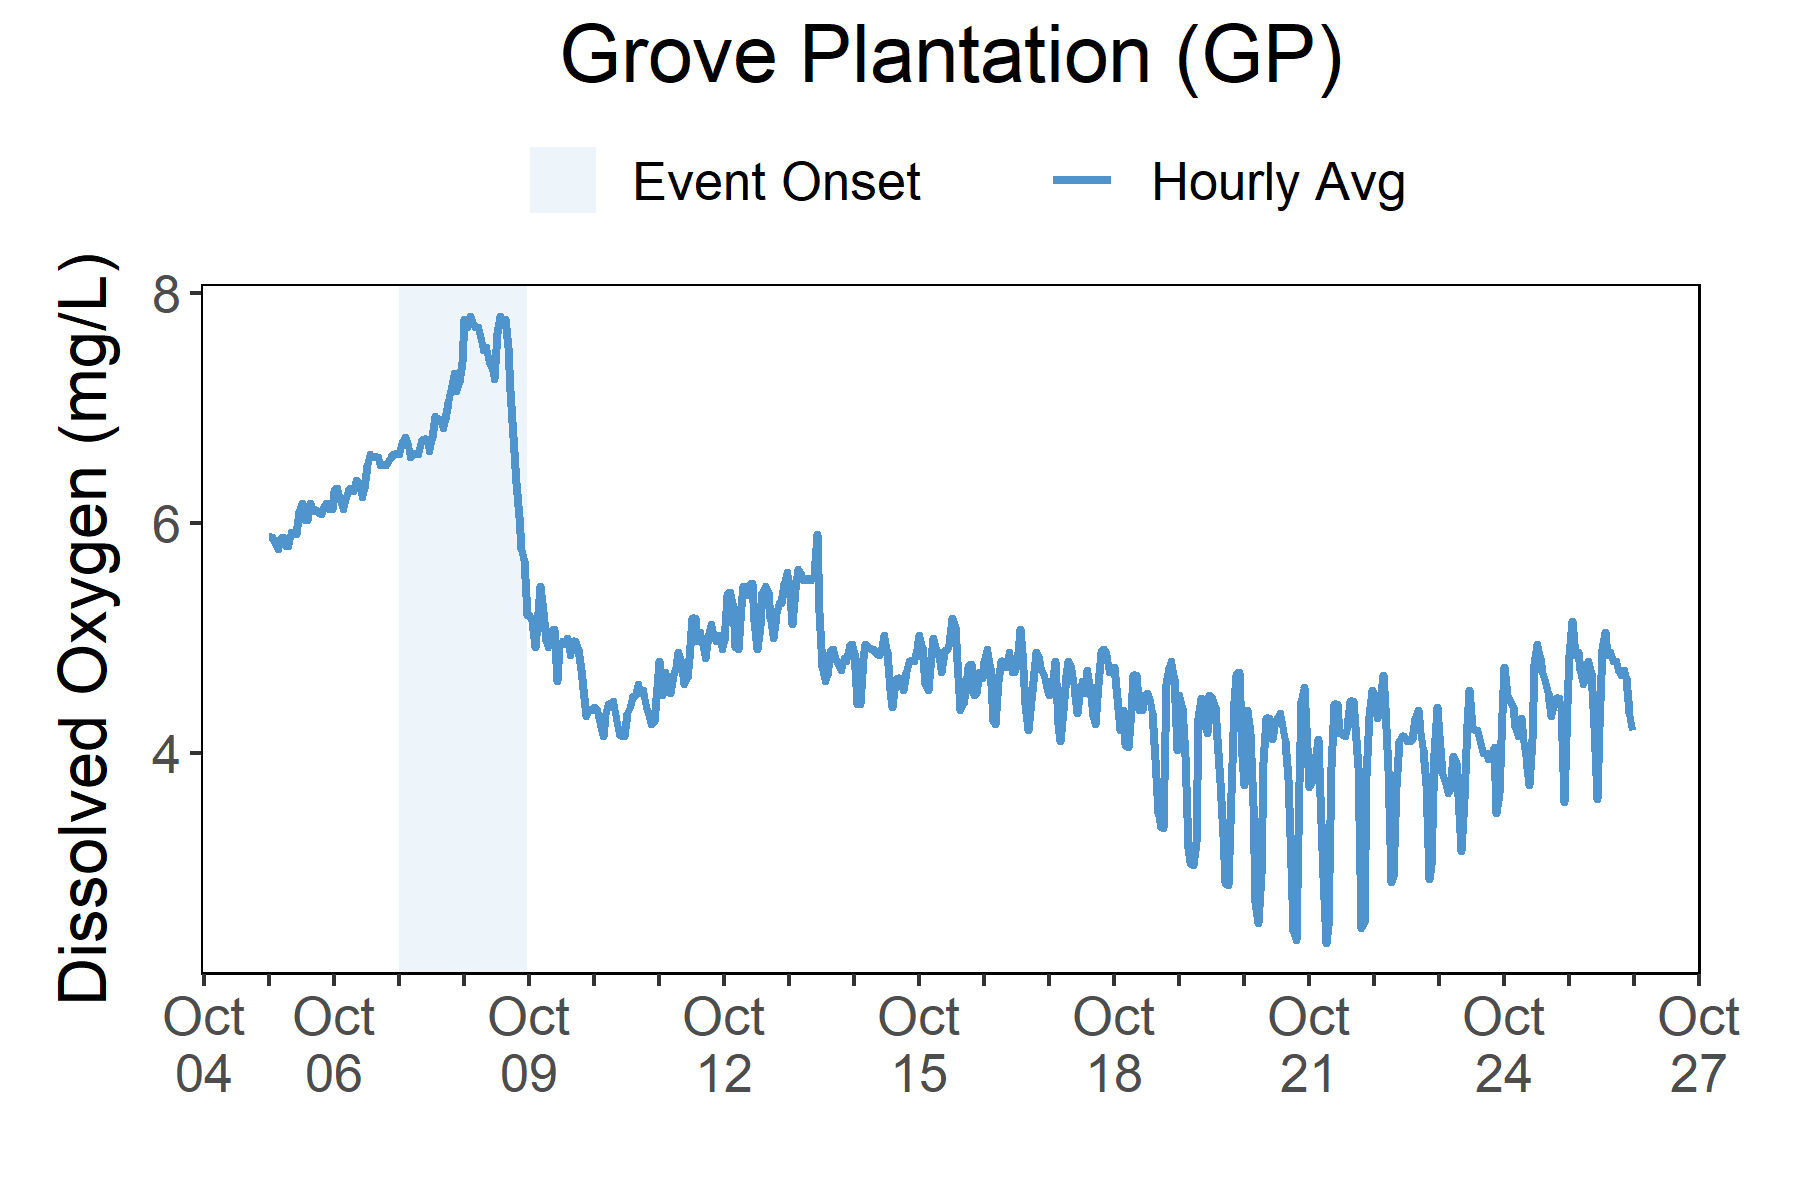 Grove Plantation (GP)
Event Onset Hourly Avg
Dissolved Oxygen (mg/L)
8
6
4
Oct Oct Oct Oct Oct Oct Oct Oct Oct
04 06 09 12 15 18 21 24 27